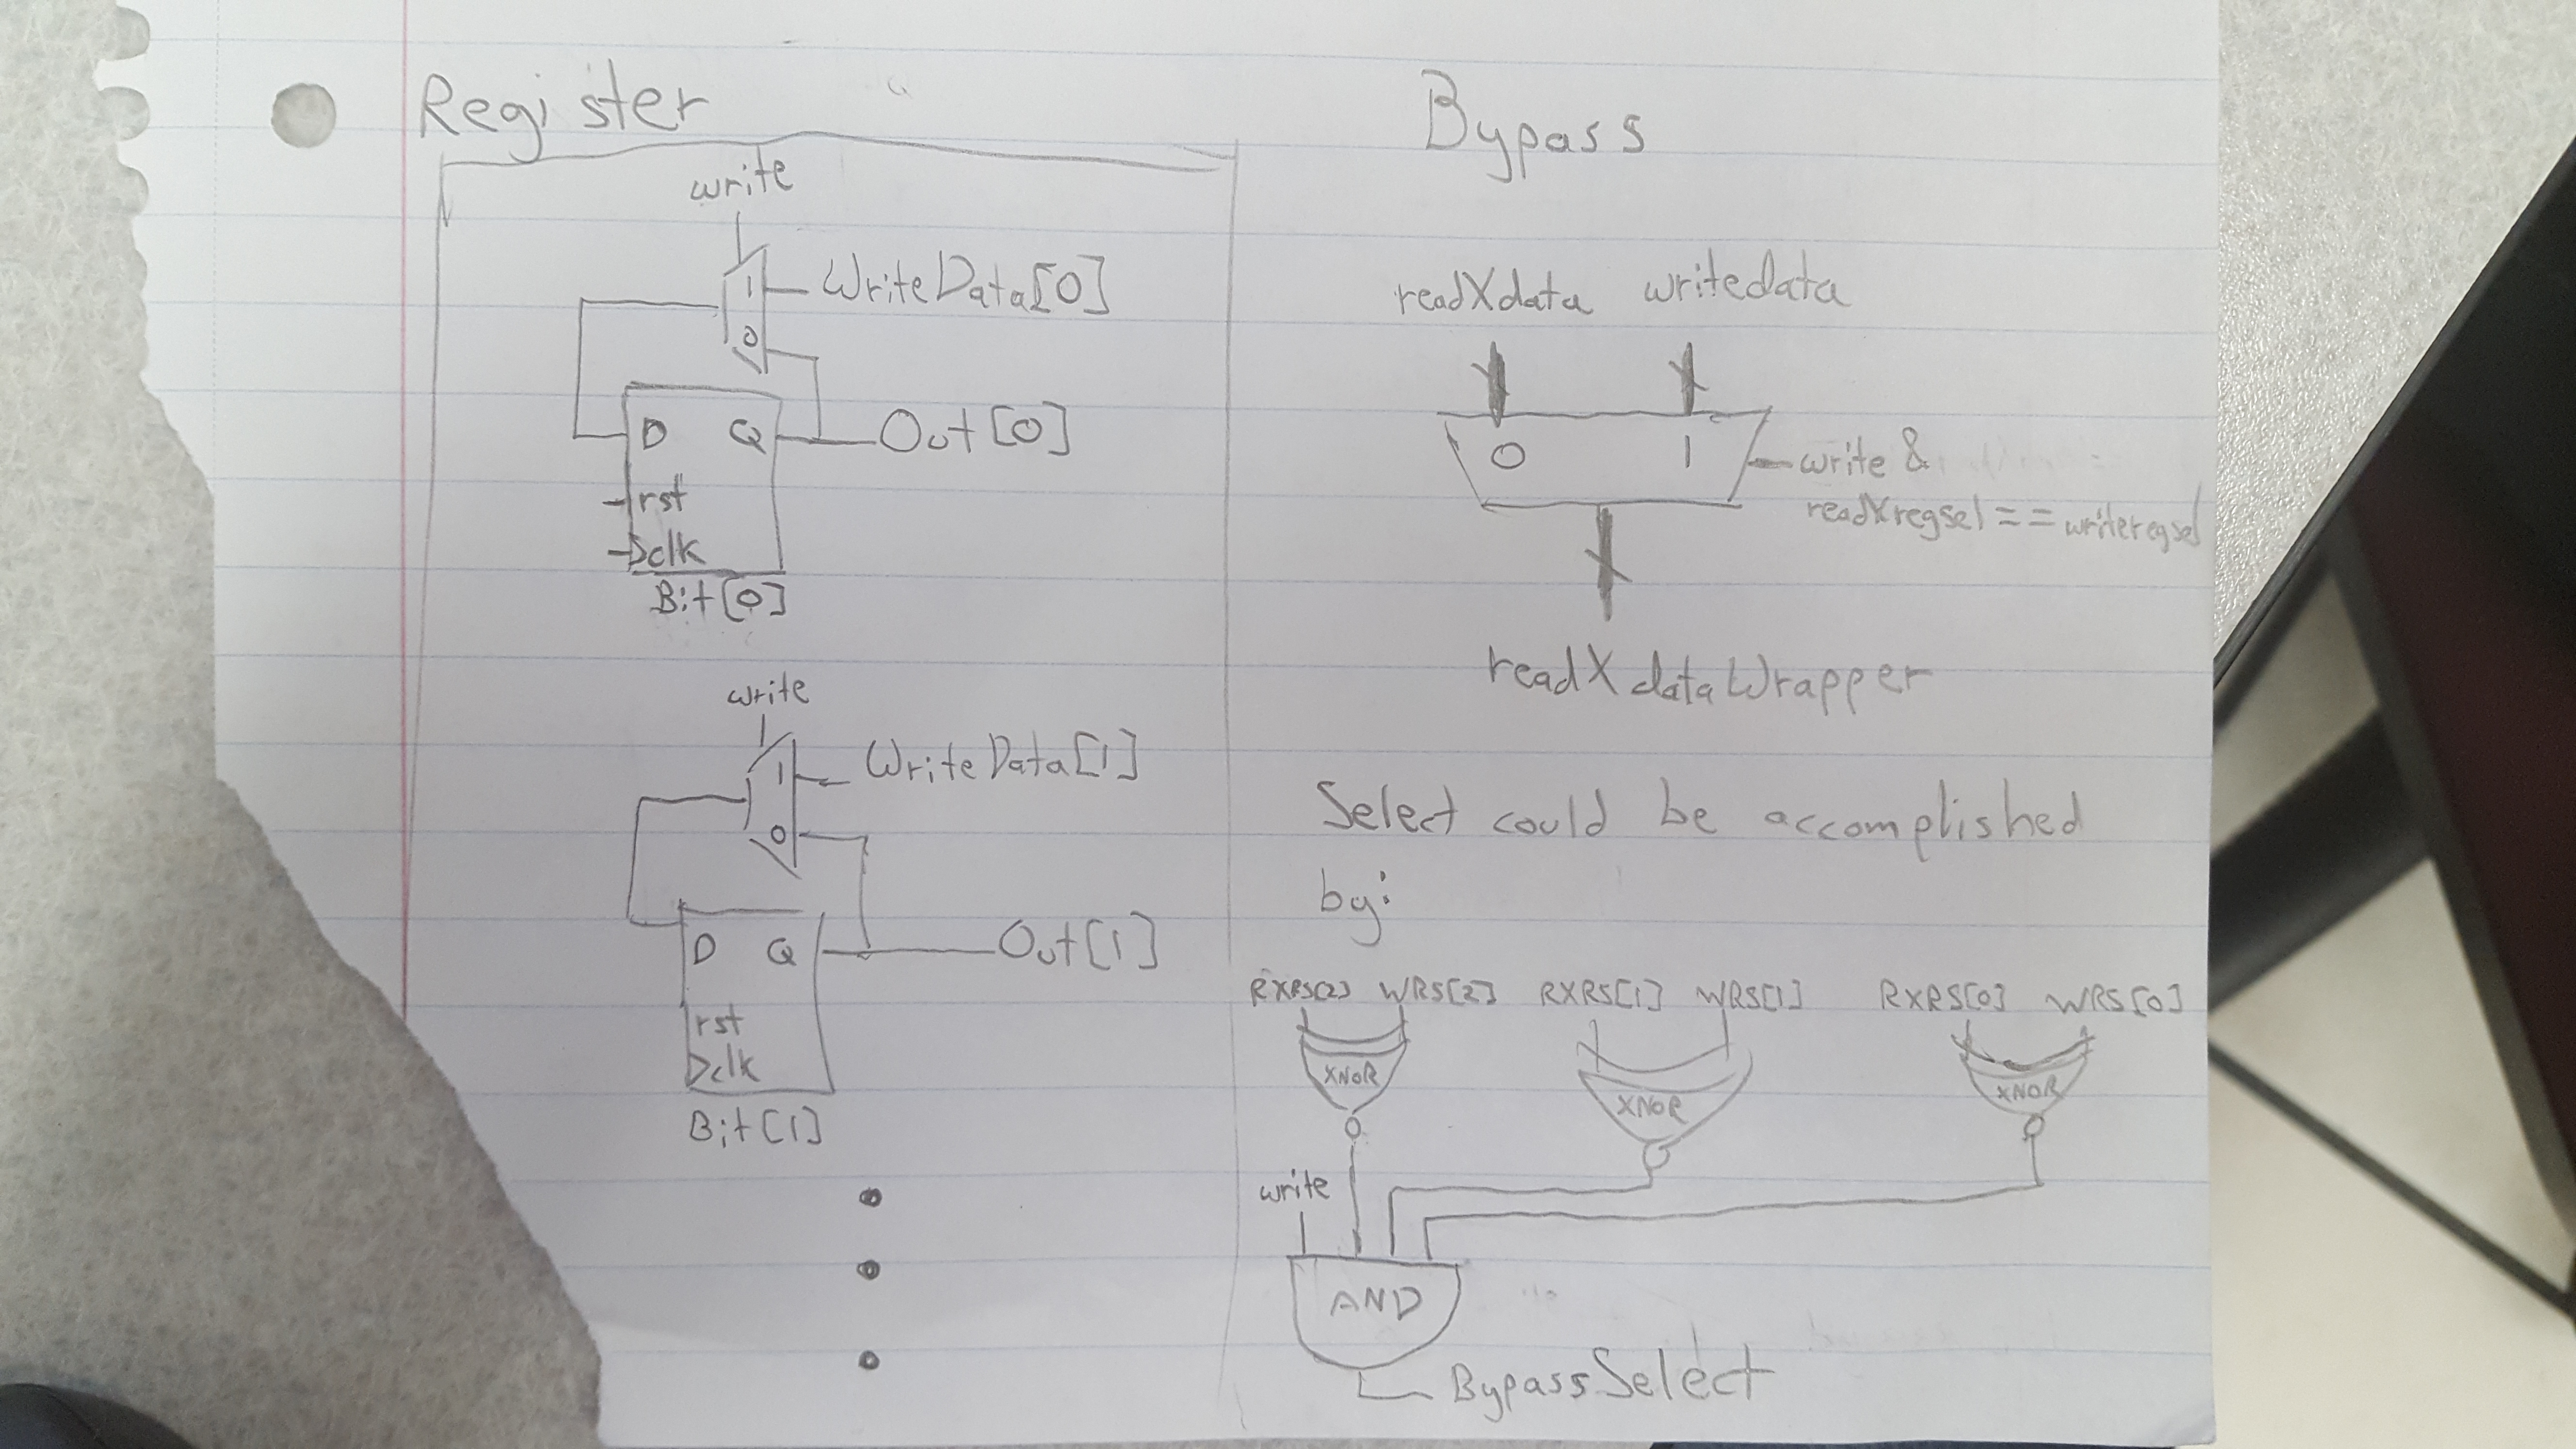 Register
write
1
WriteData[0]
0
D Q
Out[0]
rst
clk
Bit[0]
write
1
WriteData[1]
0
D Q
Out[1]
rst
clk
Bit[1]
Bypass
readXdata writedata
0 1
write &
readXregsel == writeregsel
readXdataWrapper
Select could be accomplished
by:
RXRS[2] WRS[2] RXRS[1] WRS[1] RXRS[0] WRS[0]
XNOR XNOR XNOR
write
AND
BypassSelect